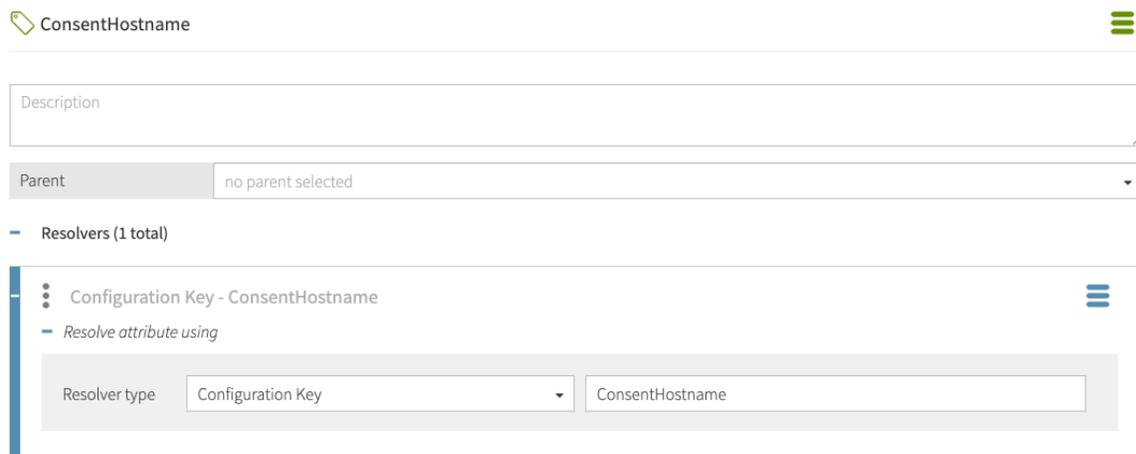 ConsentHostname
Description
Parent no parent selected
Resolvers (1 total)
Configuration Key - ConsentHostname
Resolve attribute using
Resolver type Configuration Key ConsentHostname